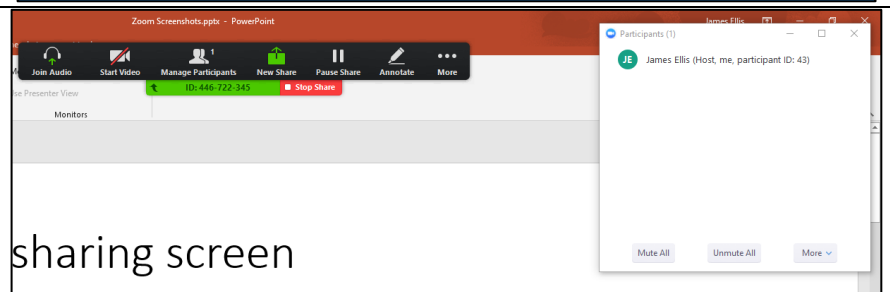 Zoom Screenshots.pptx - PowerPoint
James Ellis
Join Audio
Start Video
Manage Participants
1
New Share
Pause Share
Annotate
More
ID: 446-722-345
Stop Share
Presenter View
Monitors
sharing screen
Participants (1)
JE
James Ellis (Host, me, participant ID: 43)
Mute All
Unmute All
More